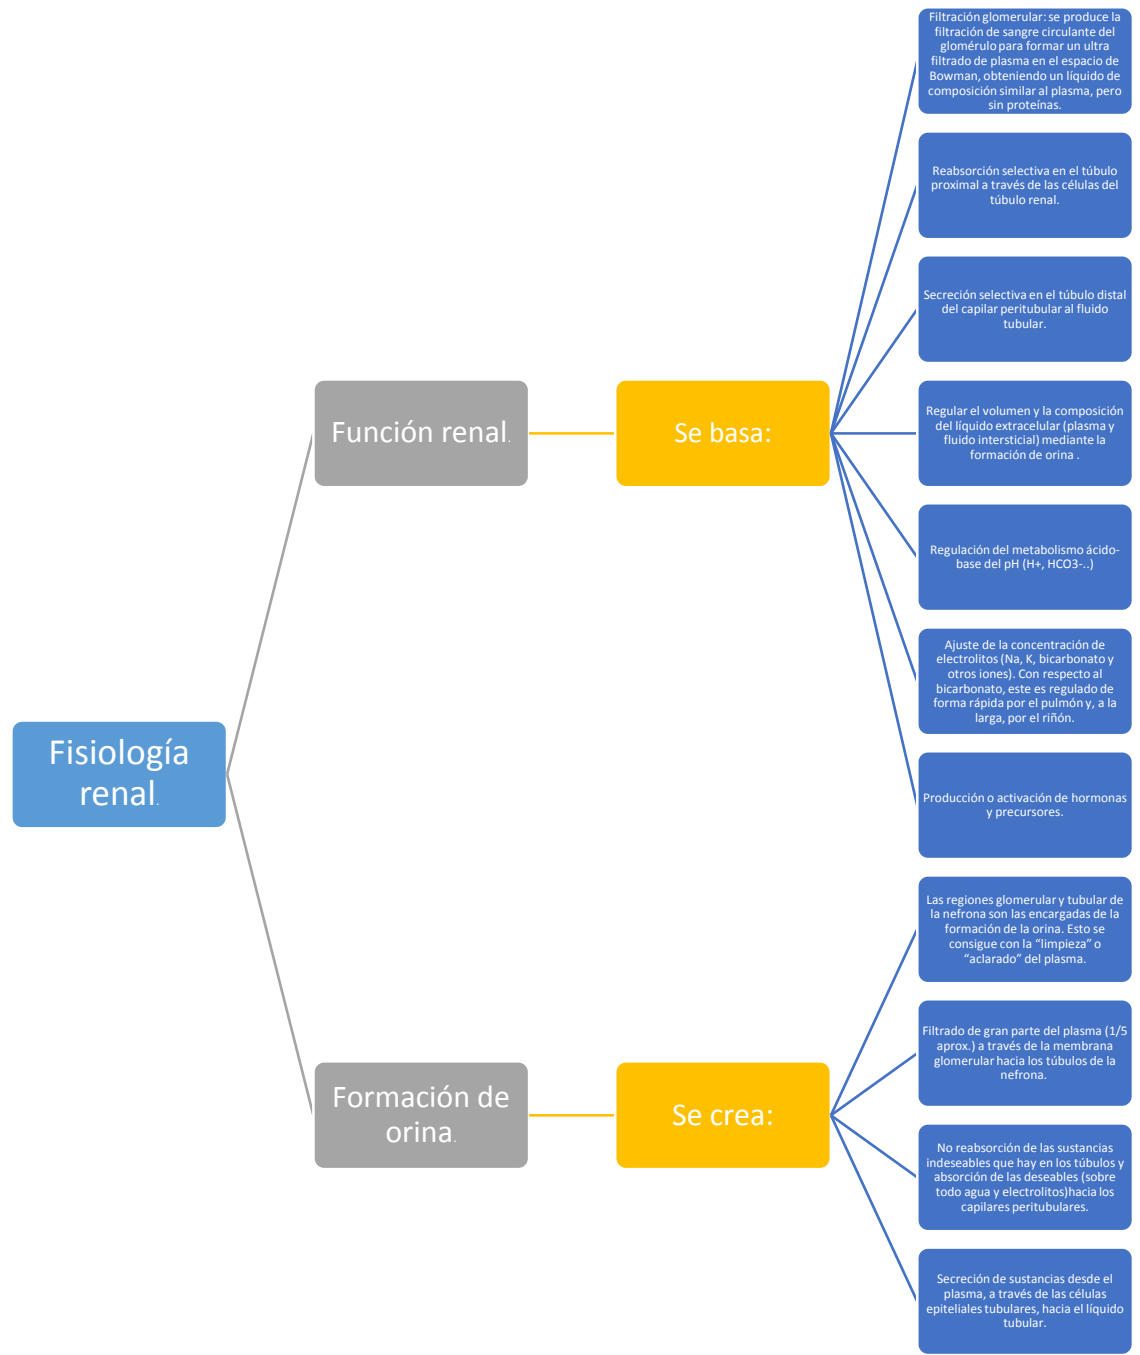 Fisiología
renal.
Función renal.
Se basa:
Filtración glomerular: se produce la
filtración de sangre circulante del
glomérulo para formar un ultra
filtrado de plasma en el espacio de
Bowman, obteniendo un líquido de
composición similar al plasma, pero
sin proteínas.
Reabsorción selectiva en el túbulo
proximal a través de las células del
túbulo renal.
Secreción selectiva en el túbulo distal
del capilar peritubular al fluido
tubular.
Regular el volumen y la composición
del líquido extracelular (plasma y
fluido intersticial) mediante la
formación de orina .
Regulación del metabolismo ácido-
base del pH (H+, HCO3-..)
Ajuste de la concentración de
electrolitos (Na, K, bicarbonato y
otros iones). Con respecto al
bicarbonato, este es regulado de
forma rápida por el pulmón y, a la
larga, por el riñón.
Producción o activación de hormonas
y precursores.
Formación de
orina.
Se crea:
Las regiones glomerular y tubular de
la nefrona son las encargadas de la
formación de la orina. Esto se
consigue con la “limpieza” o
“aclarado” del plasma.
Filtrado de gran parte del plasma (1/5
aprox.) a través de la membrana
glomerular hacia los túbulos de la
nefrona.
No reabsorción de las sustancias
indeseables que hay en los túbulos y
absorción de las deseables (sobre
todo agua y electrolitos)hacia los
capilares peritubulares.
Secreción de sustancias desde el
plasma, a través de las células
epiteliales tubulares, hacia el líquido
tubular.